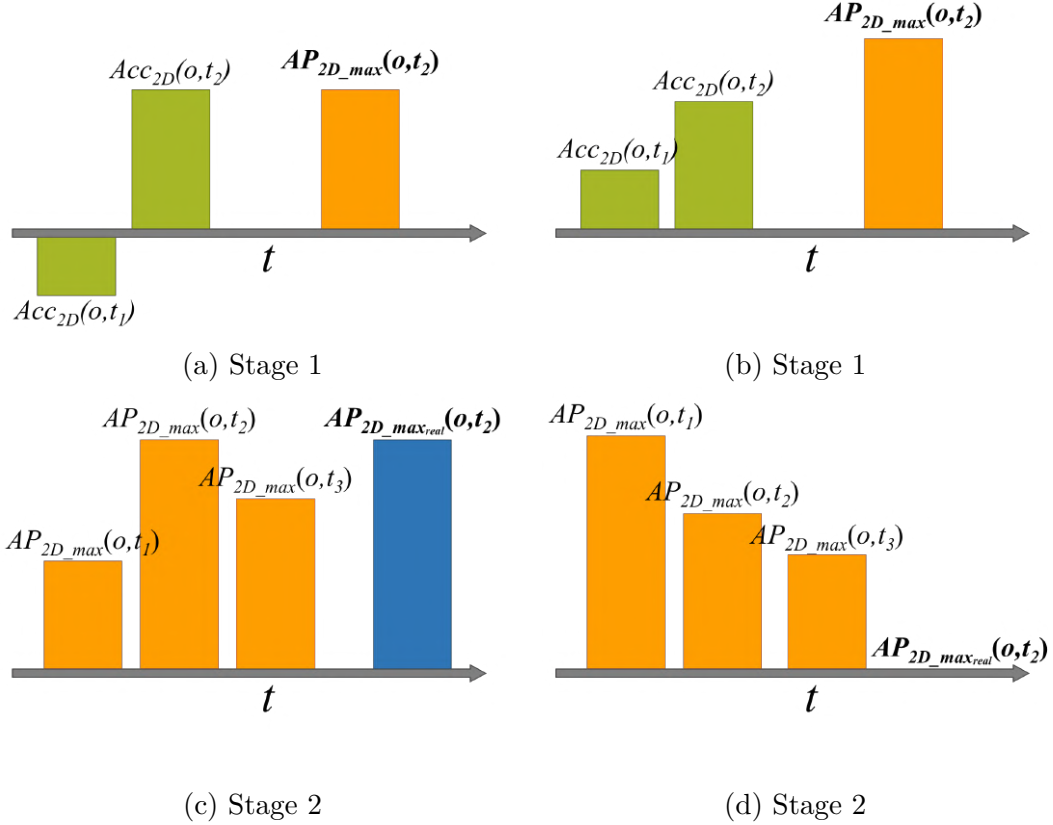 Acc2D(o,t2)
AP2D_max(o,t2)
t
Acc2D(o,t1)
(a) Stage 1
AP2D_max(o,t2)
Acc2D(o,t2)
Acc2D(o,t1)
t
(b) Stage 1
AP2D_max(o,t2)
AP2D_maxreal(o,t2)
AP2D_max(o,t3)
AP2D_max(o,t1)
t
(c) Stage 2
AP2D_max(o,t1)
AP2D_max(o,t2)
AP2D_max(o,t3)
AP2D_maxreal(o,t2)
t
(d) Stage 2